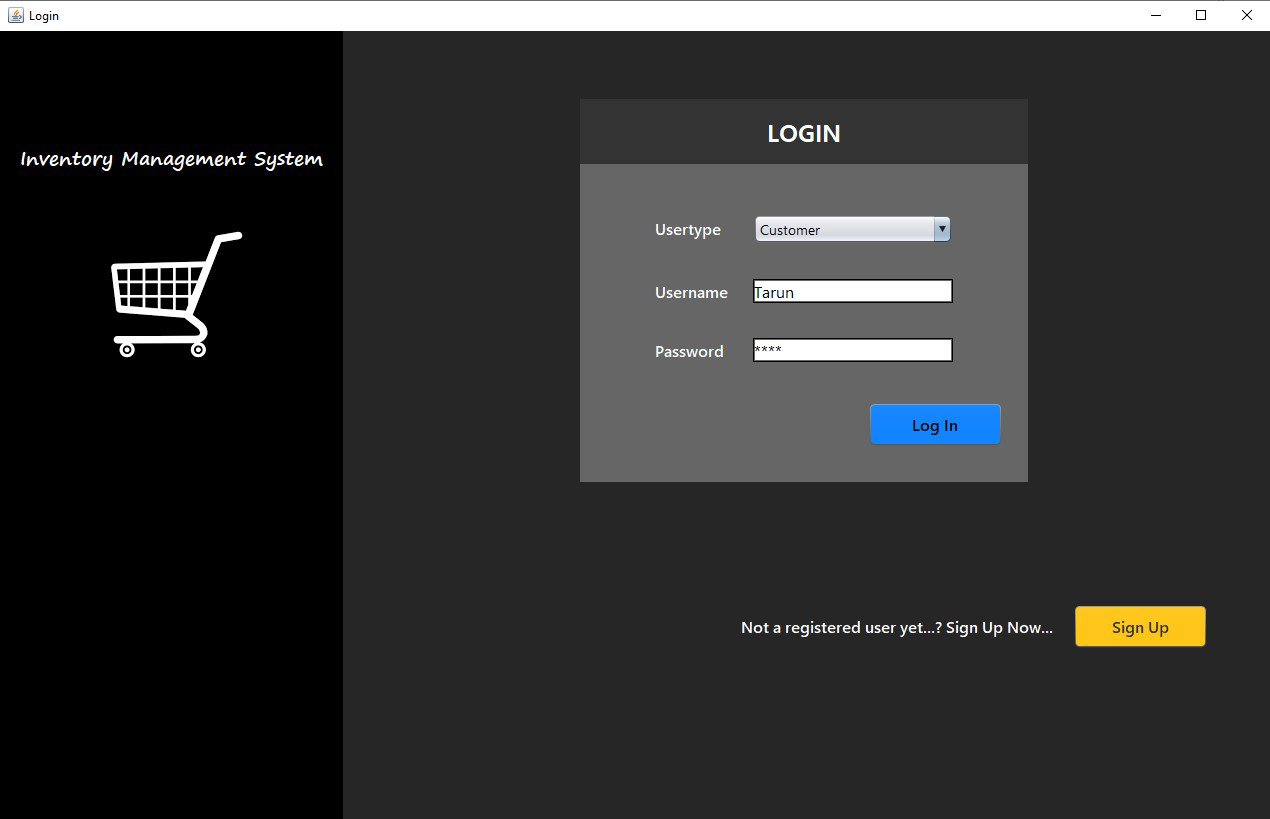 Login
Inventory Management System
LOGIN
Usertype Customer
Username Tarun
Password ****
Log In
Not a registered user yet...? Sign Up Now... Sign Up